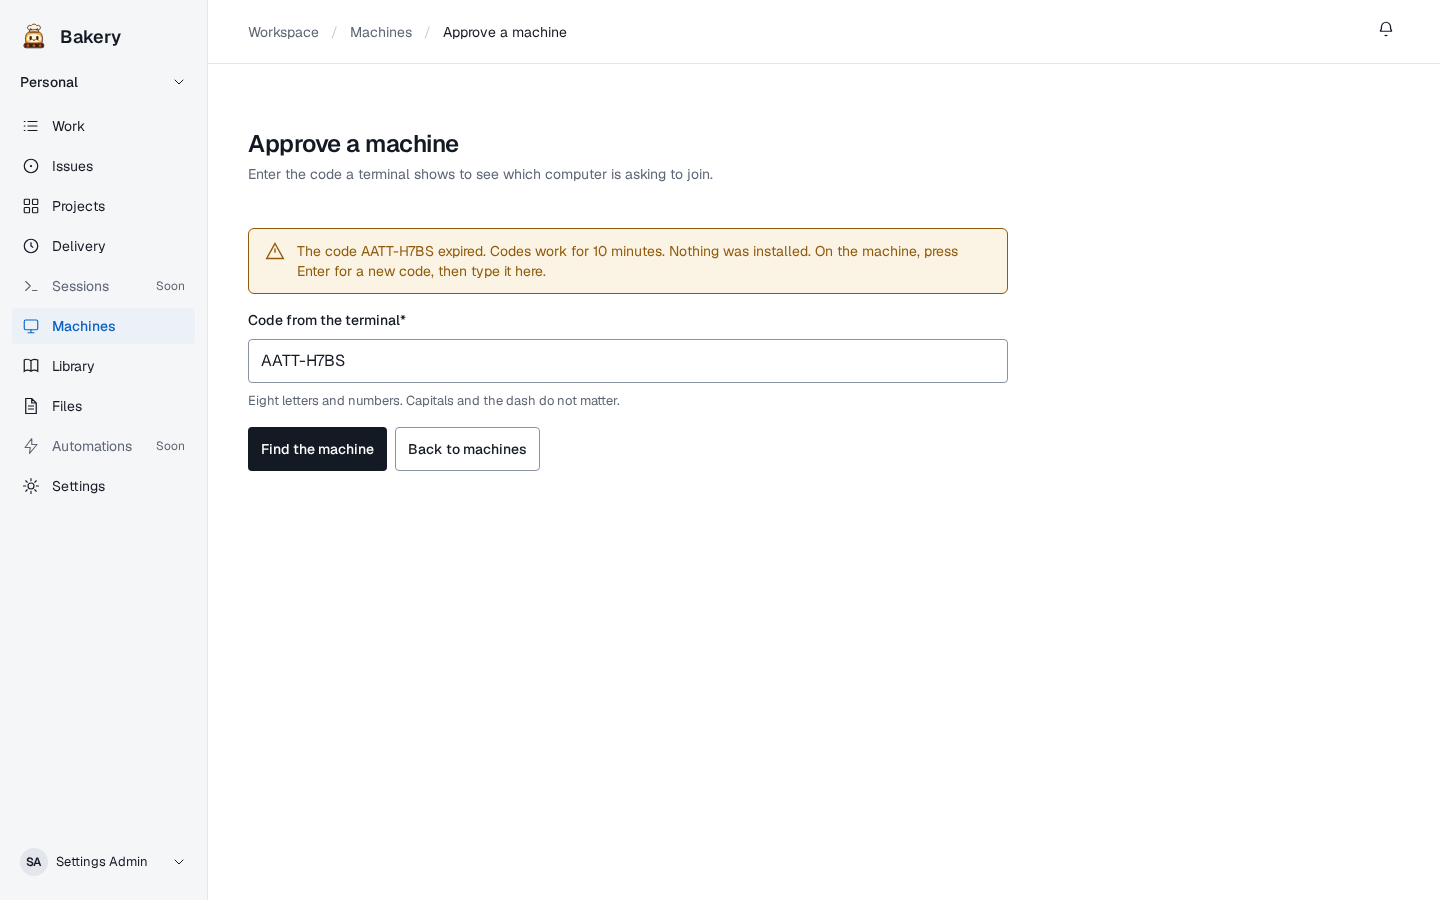 Bakery
Personal
Work
Issues
Projects
Delivery
Sessions Soon
Machines
Library
Files
Automations Soon
Settings
SA Settings Admin
Workspace / Machines / Approve a machine
Approve a machine
Enter the code a terminal shows to see which computer is asking to join.
The code AATT-H7BS expired. Codes work for 10 minutes. Nothing was installed. On the machine, press
Enter for a new code, then type it here.
Code from the terminal*
AATT-H7BS
Eight letters and numbers. Capitals and the dash do not matter.
Find the machine Back to machines